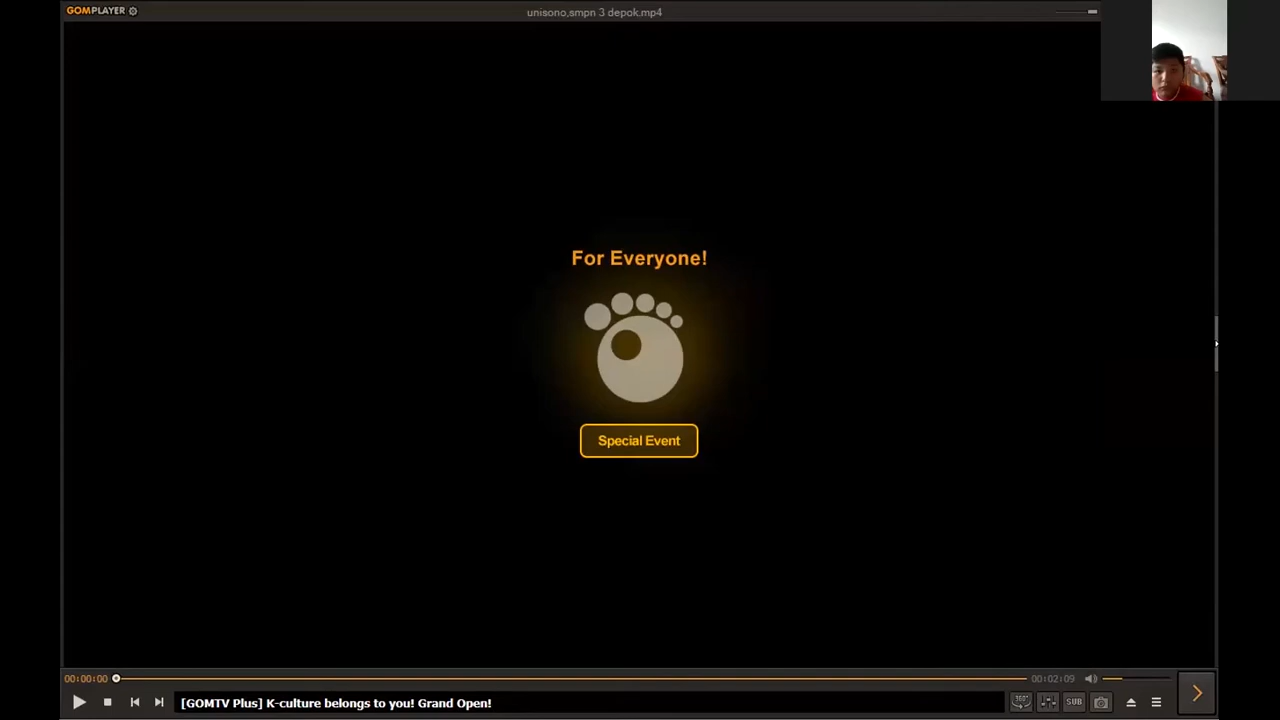 GOMPLAYER
unisono,smpn 3 depok.mp4
For Everyone!
Special Event
00:00:00
00:02:09
[GOMTV Plus] K-culture belongs to you! Grand Open!
360°
SUB